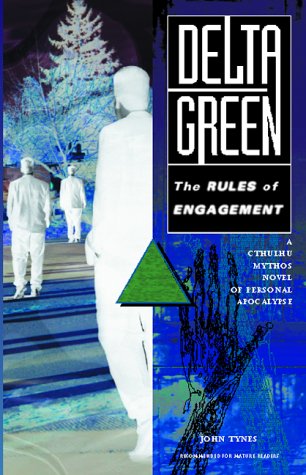 DELTA
GREEN
The RULES of
ENGAGEMENT
A
CTHULHU
MYTHOS
NOVEL
OF PERSONAL
APOCALYPSE
JOHN TYNES
RECOMMENDED FOR MATURE READERS